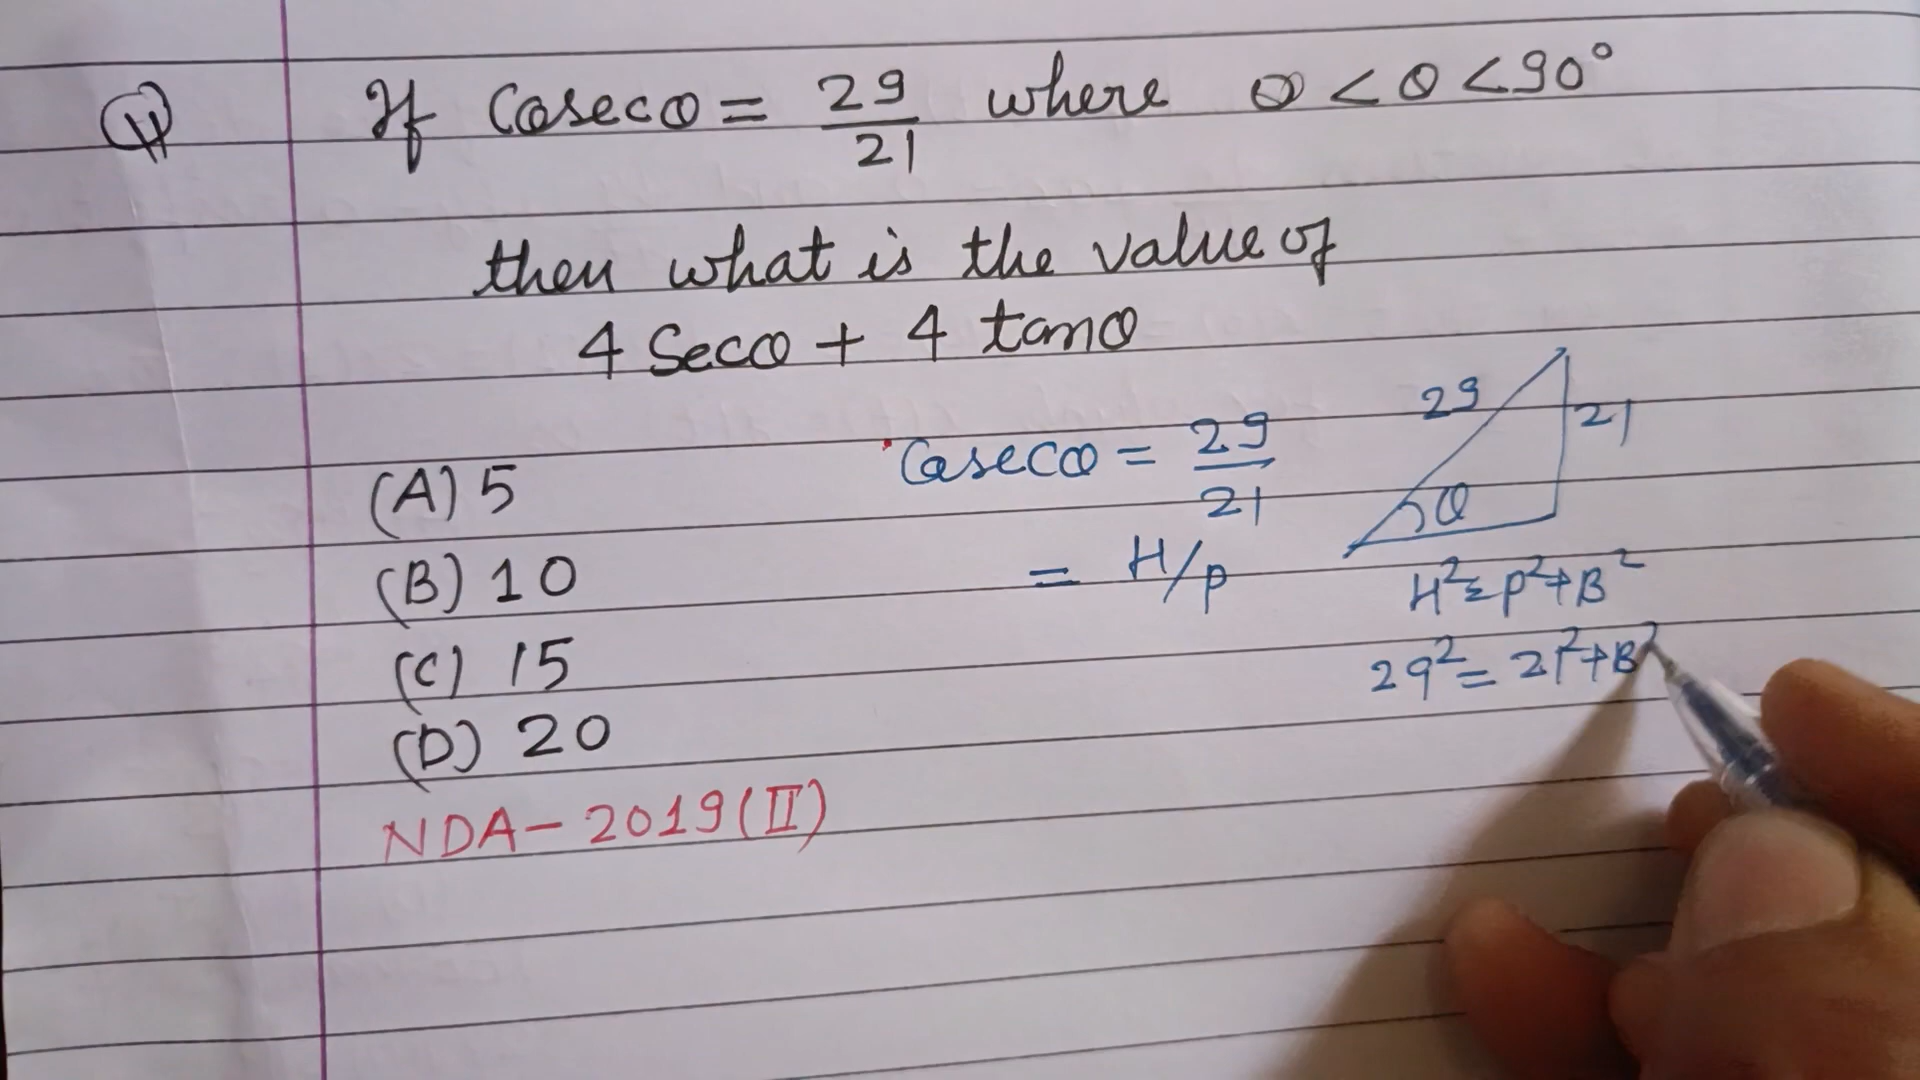 Q If Cosecθ = 29/21 where 0 < θ < 90°
then what is the value of
4 Secθ + 4 tanθ
(A) 5
(B) 10
(C) 15
(D) 20
NDA - 2019 (II)
Cosecθ = 29/21
= H/P
29
21
θ
H² = P² + B²
29² = 21² + B²